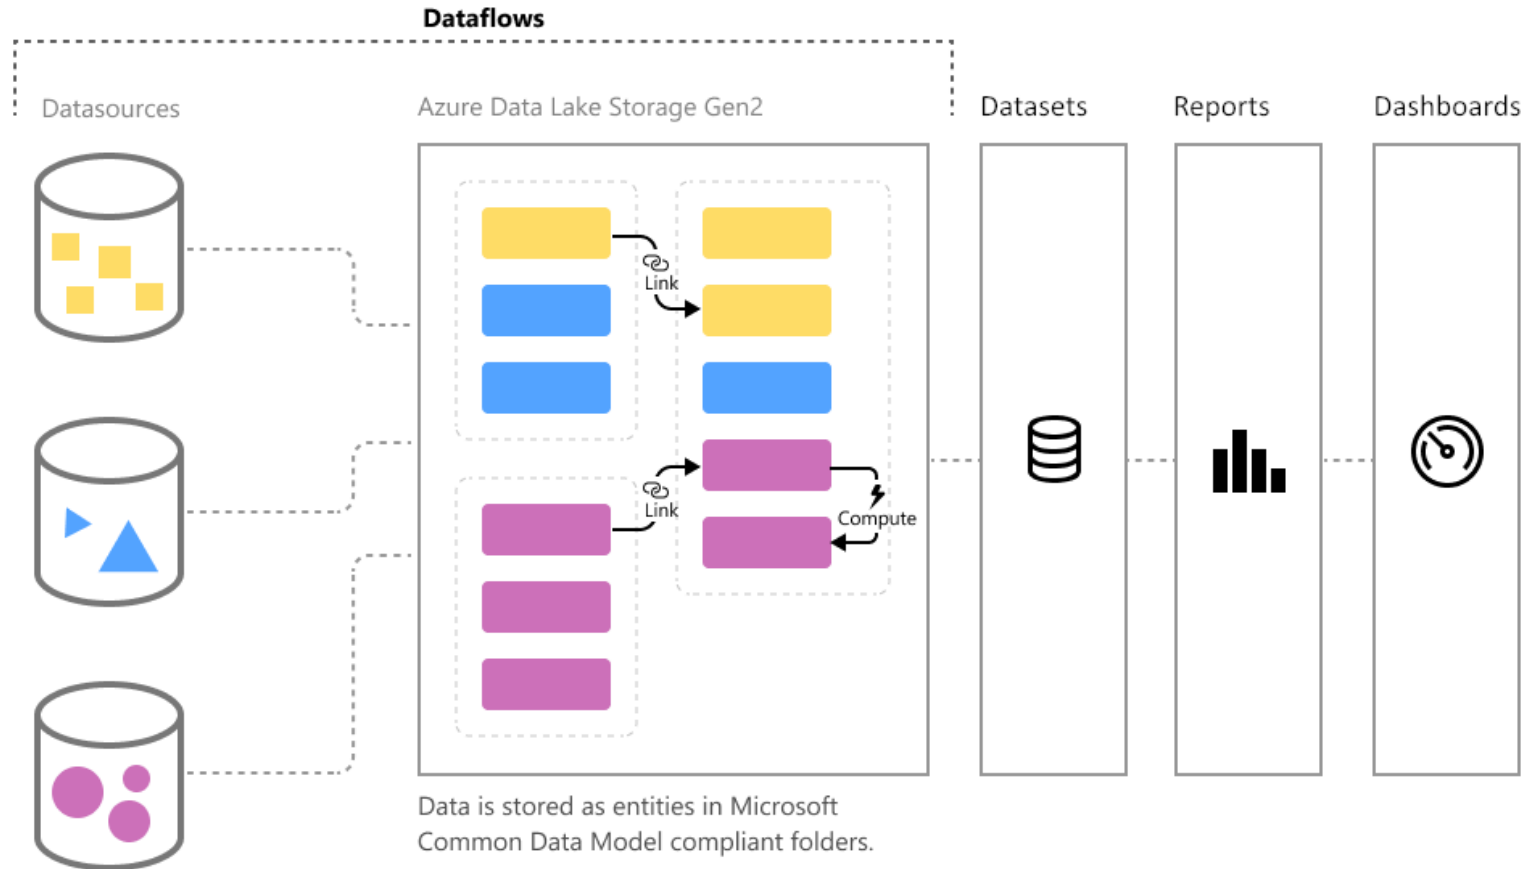 Dataflows
Datasources
Azure Data Lake Storage Gen2
Datasets
Reports
Dashboards
Link
Link
Compute
Data is stored as entities in Microsoft
Common Data Model compliant folders.